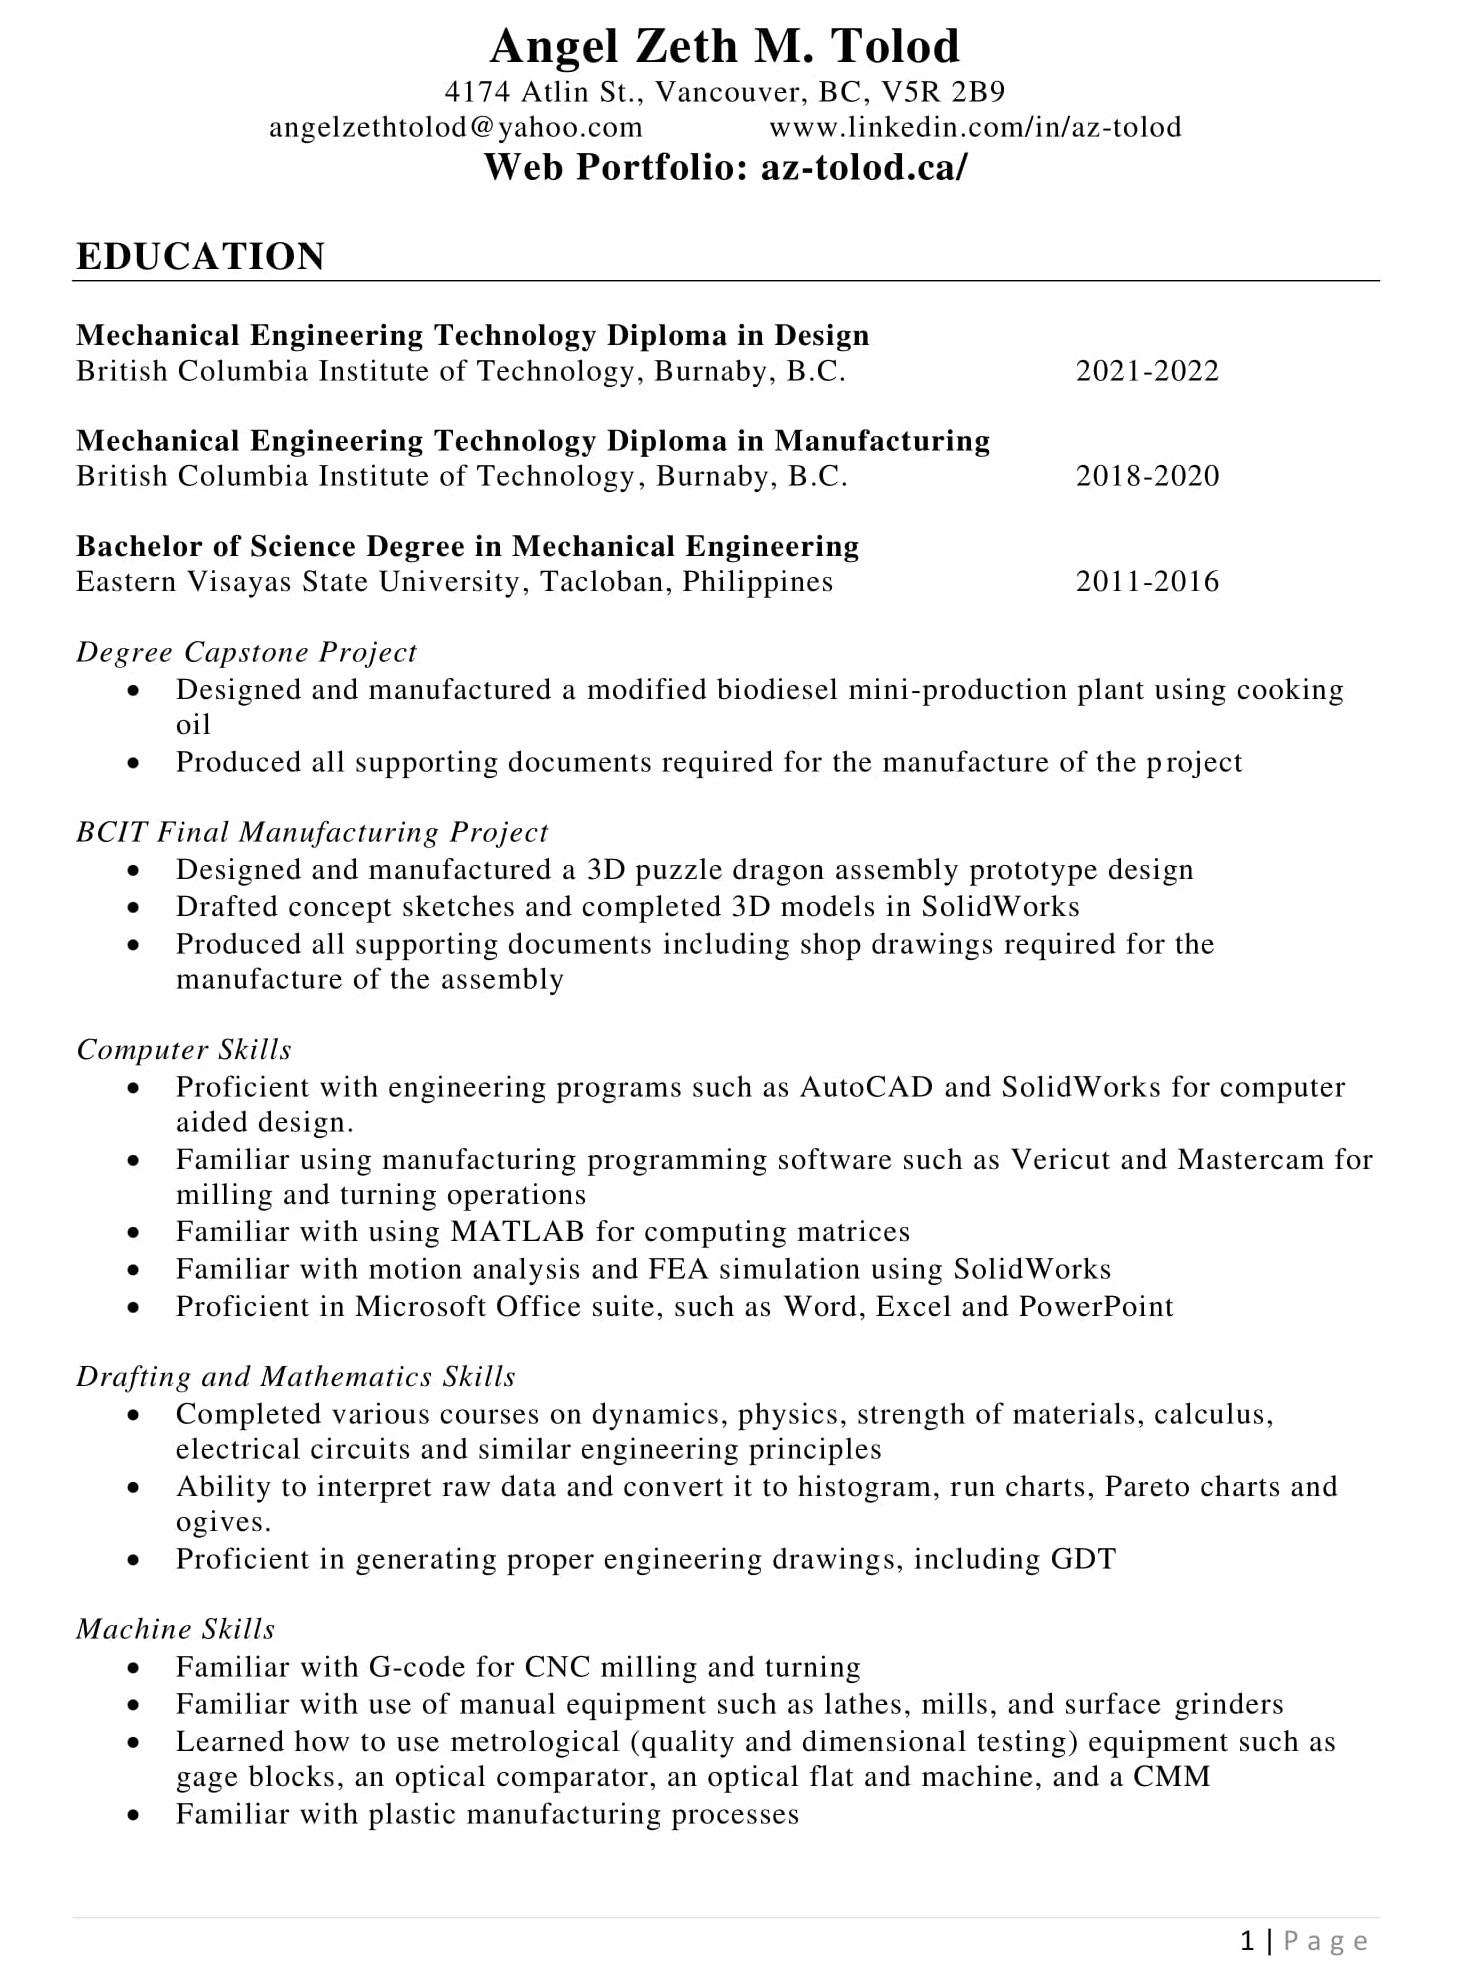 Angel Zeth M. Tolod
4174 Atlin St., Vancouver, BC, V5R 2B9
angelzethtolod@yahoo.com www.linkedin.com/in/az-tolod
Web Portfolio: az-tolod.ca/
EDUCATION
Mechanical Engineering Technology Diploma in Design
British Columbia Institute of Technology, Burnaby, B.C. 2021-2022
Mechanical Engineering Technology Diploma in Manufacturing
British Columbia Institute of Technology, Burnaby, B.C. 2018-2020
Bachelor of Science Degree in Mechanical Engineering
Eastern Visayas State University, Tacloban, Philippines 2011-2016
Degree Capstone Project
• Designed and manufactured a modified biodiesel mini-production plant using cooking
oil
• Produced all supporting documents required for the manufacture of the project
BCIT Final Manufacturing Project
• Designed and manufactured a 3D puzzle dragon assembly prototype design
• Drafted concept sketches and completed 3D models in SolidWorks
• Produced all supporting documents including shop drawings required for the
manufacture of the assembly
Computer Skills
• Proficient with engineering programs such as AutoCAD and SolidWorks for computer
aided design.
• Familiar using manufacturing programming software such as Vericut and Mastercam for
milling and turning operations
• Familiar with using MATLAB for computing matrices
• Familiar with motion analysis and FEA simulation using SolidWorks
• Proficient in Microsoft Office suite, such as Word, Excel and PowerPoint
Drafting and Mathematics Skills
• Completed various courses on dynamics, physics, strength of materials, calculus,
electrical circuits and similar engineering principles
• Ability to interpret raw data and convert it to histogram, run charts, Pareto charts and
ogives.
• Proficient in generating proper engineering drawings, including GDT
Machine Skills
• Familiar with G-code for CNC milling and turning
• Familiar with use of manual equipment such as lathes, mills, and surface grinders
• Learned how to use metrological (quality and dimensional testing) equipment such as
gage blocks, an optical comparator, an optical flat and machine, and a CMM
• Familiar with plastic manufacturing processes
1 | Page